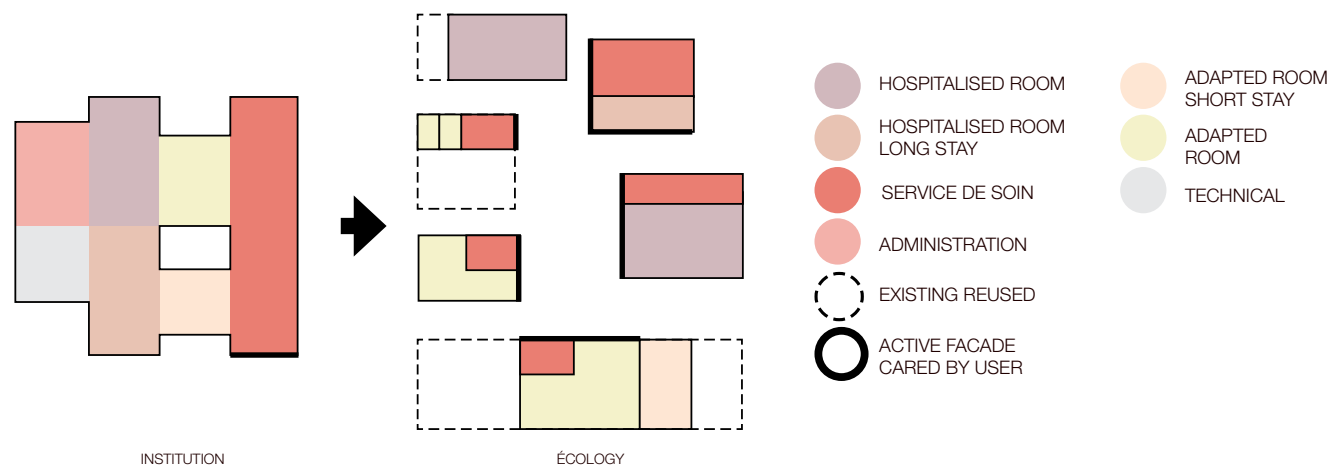 HOSPITALISED ROOM
HOSPITALISED ROOM
LONG STAY
SERVICE DE SOIN
ADMINISTRATION
EXISTING REUSED
ACTIVE FACADE
CARED BY USER
ADAPTED ROOM
SHORT STAY
ADAPTED
ROOM
TECHNICAL
INSTITUTION
ÉCOLOGY